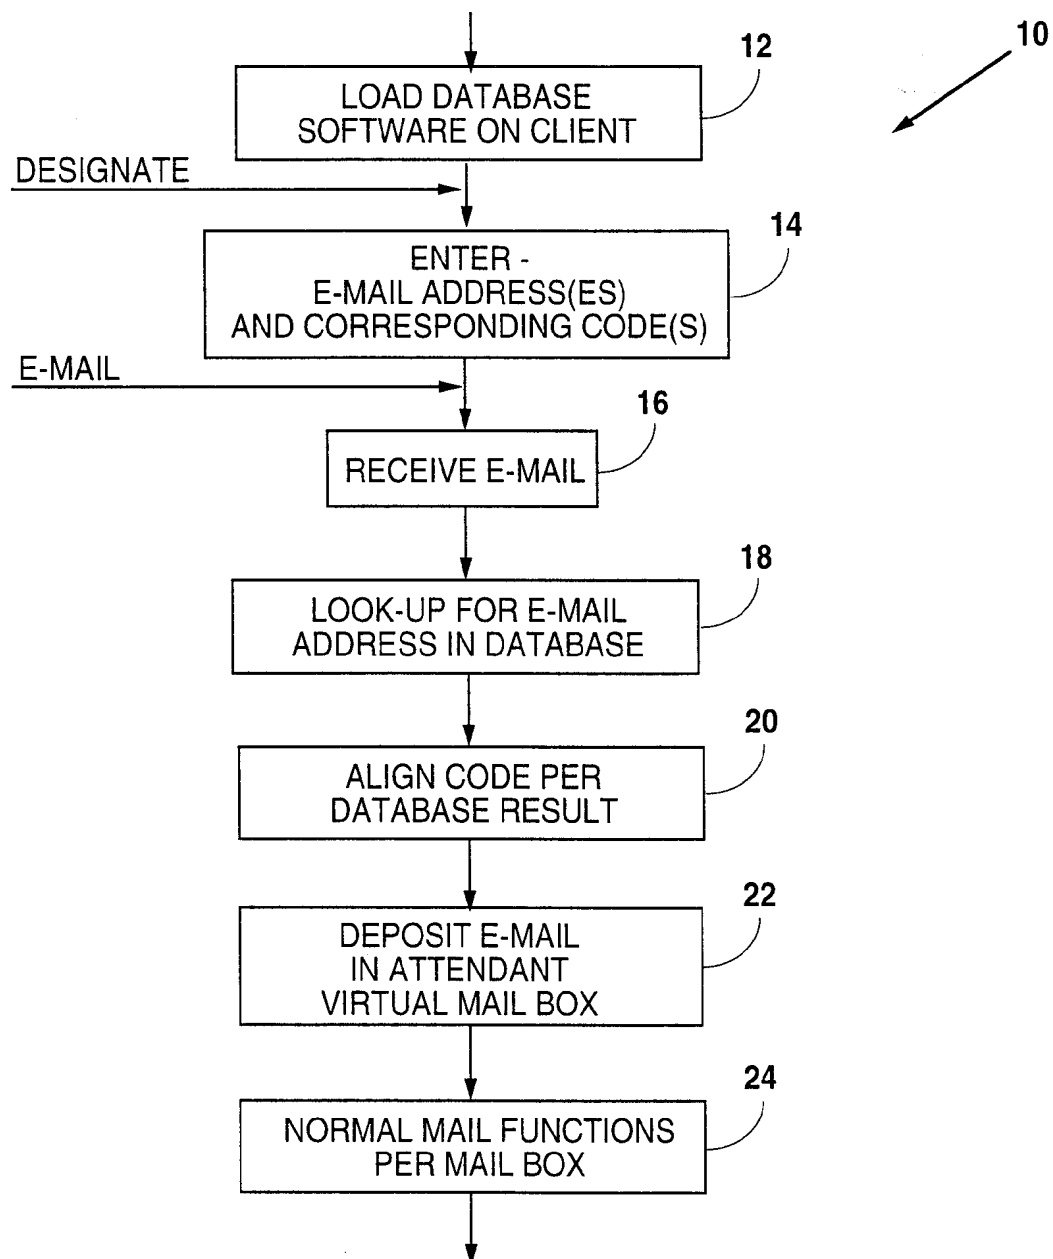 10
12
LOAD DATABASE
SOFTWARE ON CLIENT
DESIGNATE
14
ENTER -
E-MAIL ADDRESS(ES)
AND CORRESPONDING CODE(S)
E-MAIL
16
RECEIVE E-MAIL
18
LOOK-UP FOR E-MAIL
ADDRESS IN DATABASE
20
ALIGN CODE PER
DATABASE RESULT
22
DEPOSIT E-MAIL
IN ATTENDANT
VIRTUAL MAIL BOX
24
NORMAL MAIL FUNCTIONS
PER MAIL BOX